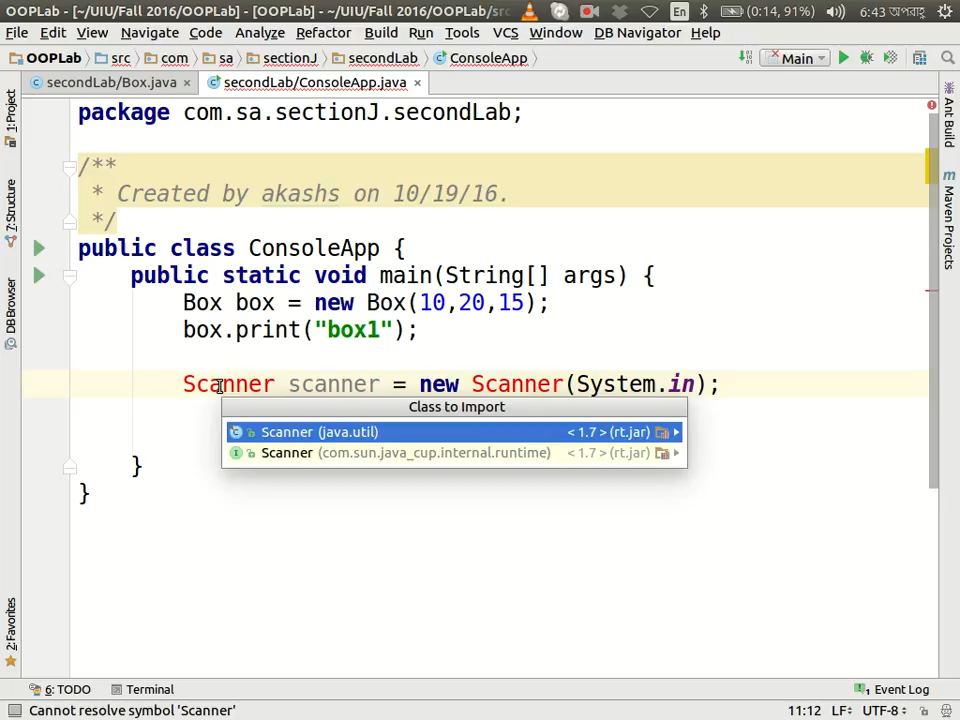 OOPLab - [~/UIU/Fall 2016/OOPLab] - [OOPLab] - ~/UIU/Fall 2016/OOPLab/src
(0:14, 91%) En 6:43 অপরাহ্ণ
File Edit View Navigate Code Analyze Refactor Build Run Tools VCS Window DB Navigator Help
OOPLab src com sa sectionJ secondLab ConsoleApp Main
secondLab/Box.java × secondLab/ConsoleApp.java ×
1:Project
7:Structure
DB Browser
2:Favorites
package com.sa.sectionJ.secondLab;
/**
* Created by akashs on 10/19/16.
*/
public class ConsoleApp {
public static void main(String[] args) {
Box box = new Box(10,20,15);
box.print("box1");
Scanner scanner = new Scanner(System.in);
Class to Import
Scanner (java.util) < 1.7 > (rt.jar)
Scanner (com.sun.java_cup.internal.runtime) < 1.7 > (rt.jar)
}
}
Ant Build
Maven Projects
6: TODO Terminal 1 Event Log
Cannot resolve symbol 'Scanner' 11:12 LF÷ UTF-8÷